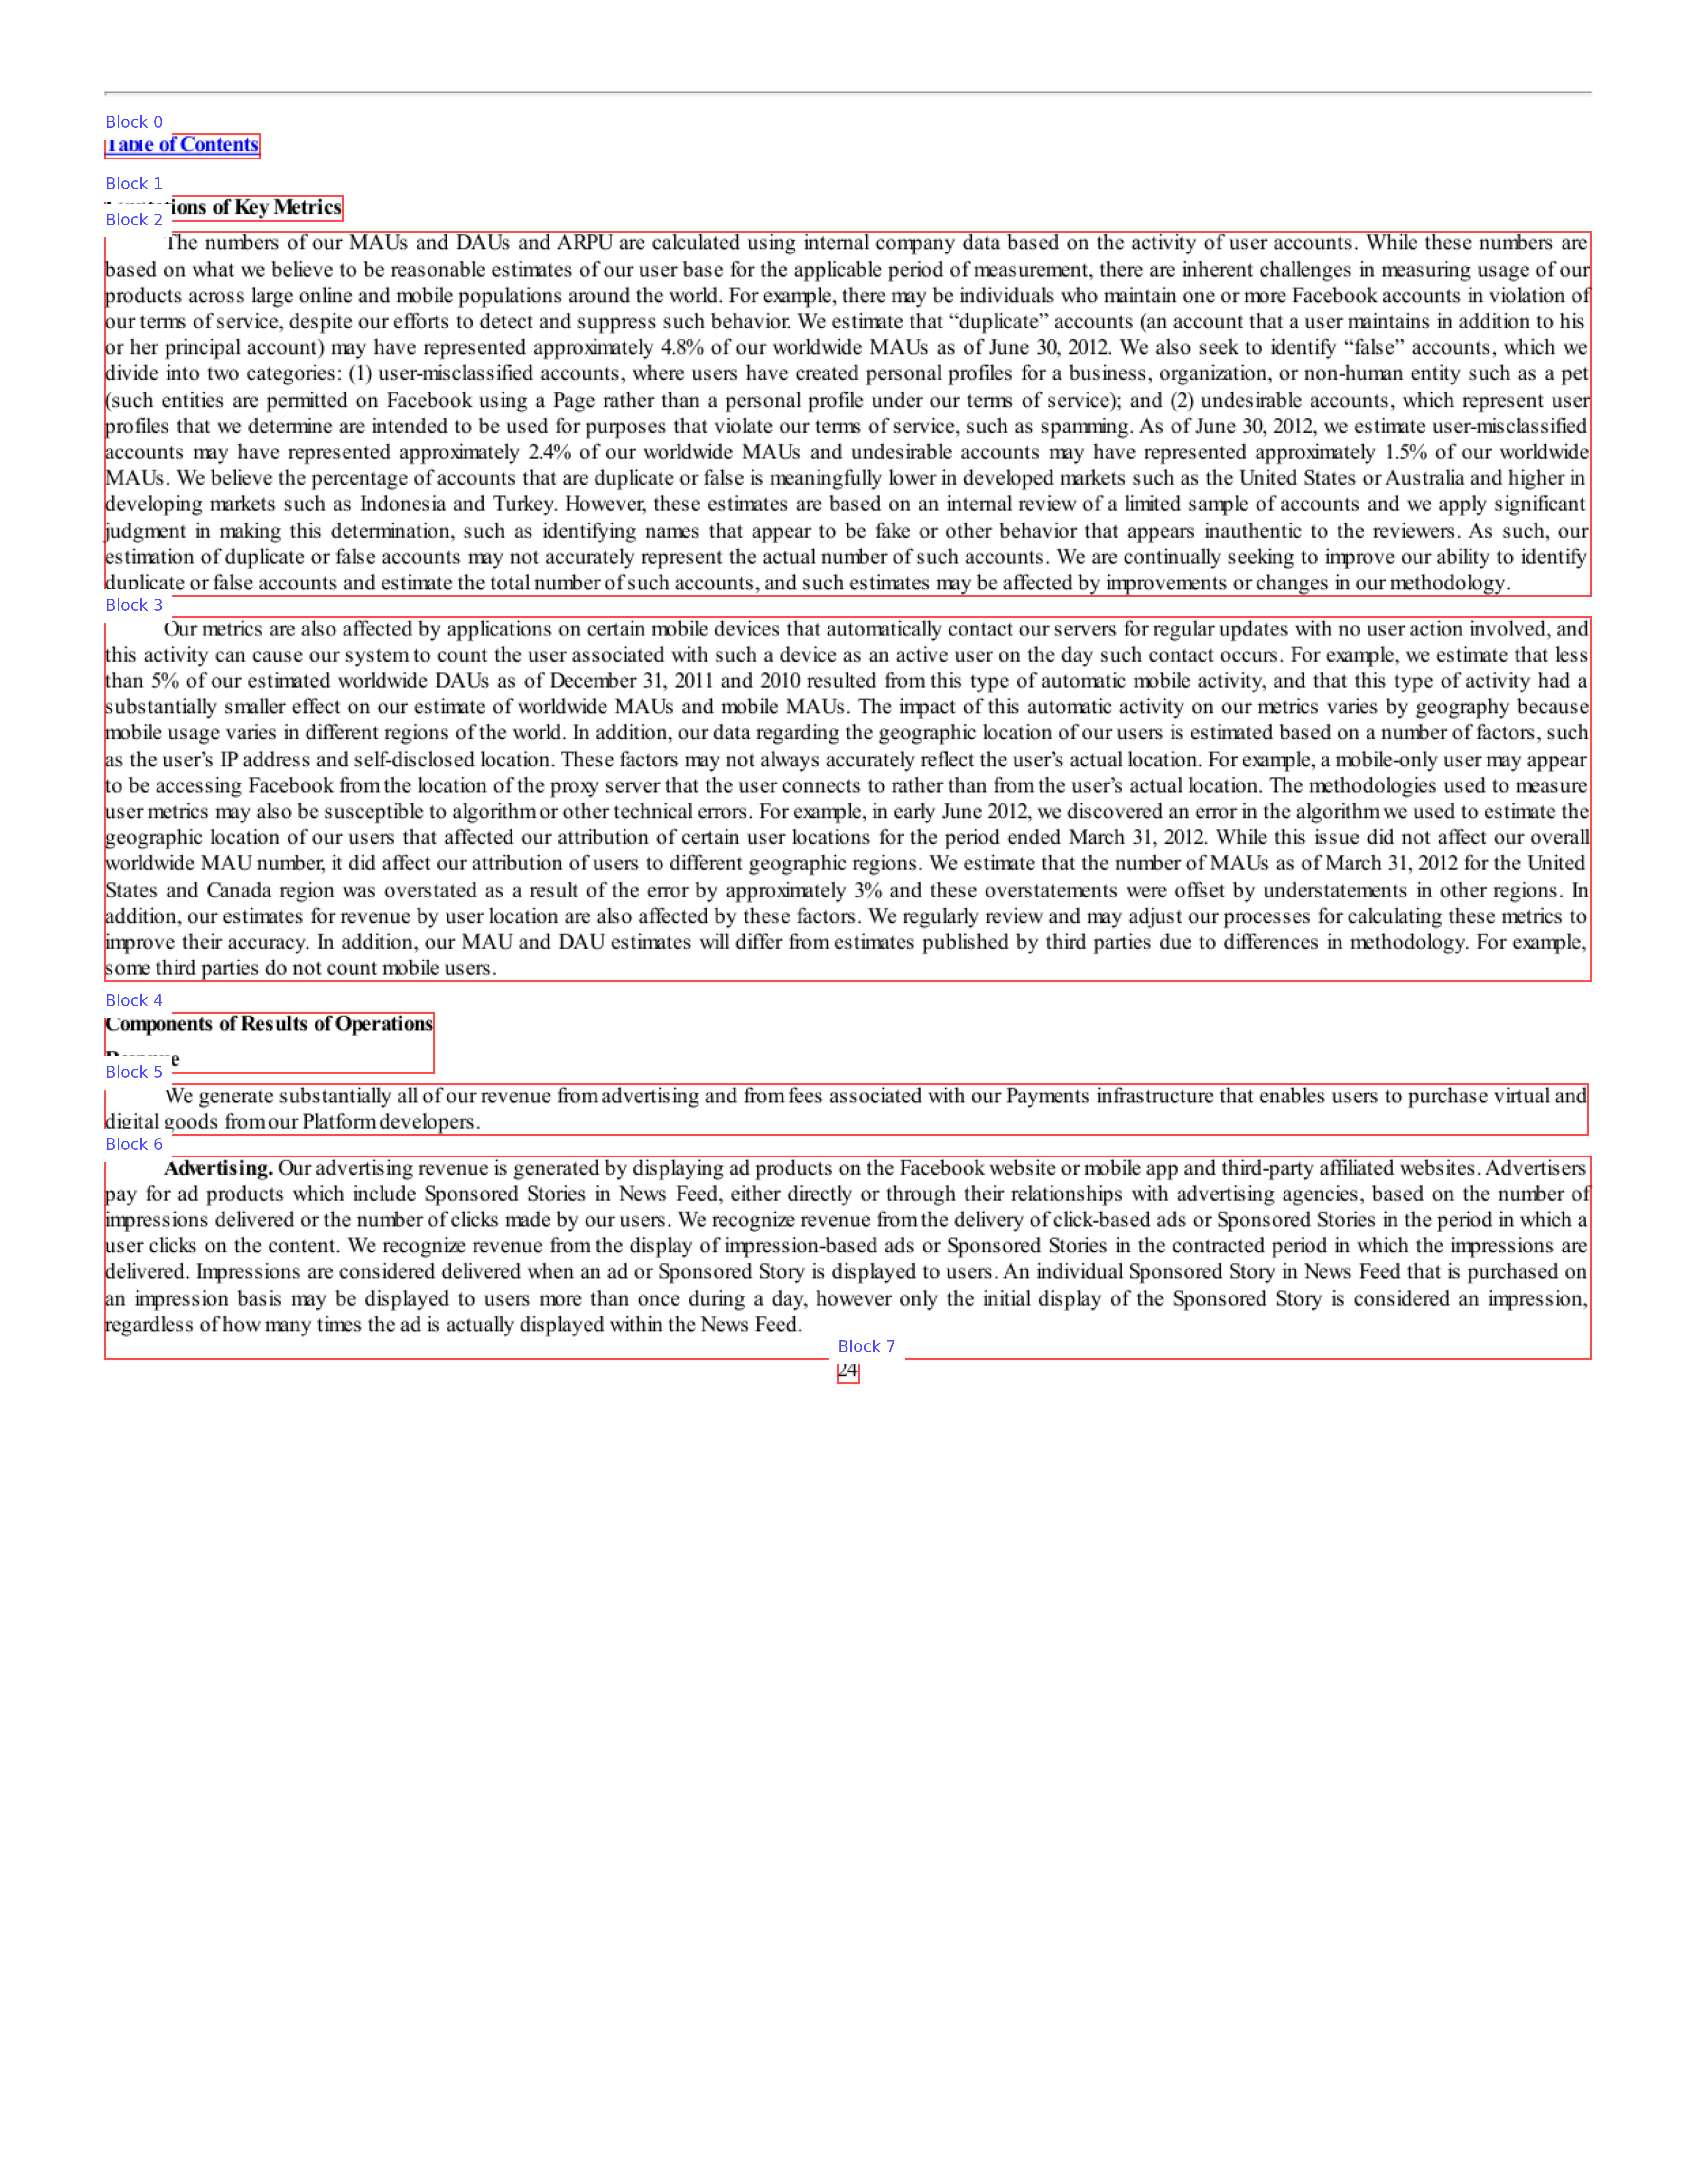 Block 0
Table of Contents
Block 1
ions of Key Metrics
Block 2
The numbers of our MAUs and DAUs and ARPU are calculated using internal company data based on the activity of user accounts. While these numbers are
based on what we believe to be reasonable estimates of our user base for the applicable period of measurement, there are inherent challenges in measuring usage of our
products across large online and mobile populations around the world. For example, there may be individuals who maintain one or more Facebook accounts in violation of
our terms of service, despite our efforts to detect and suppress such behavior. We estimate that “duplicate” accounts (an account that a user maintains in addition to his
or her principal account) may have represented approximately 4.8% of our worldwide MAUs as of June 30, 2012. We also seek to identify “false” accounts, which we
divide into two categories: (1) user-misclassified accounts, where users have created personal profiles for a business, organization, or non-human entity such as a pet
(such entities are permitted on Facebook using a Page rather than a personal profile under our terms of service); and (2) undesirable accounts, which represent user
profiles that we determine are intended to be used for purposes that violate our terms of service, such as spamming. As of June 30, 2012, we estimate user-misclassified
accounts may have represented approximately 2.4% of our worldwide MAUs and undesirable accounts may have represented approximately 1.5% of our worldwide
MAUs. We believe the percentage of accounts that are duplicate or false is meaningfully lower in developed markets such as the United States or Australia and higher in
developing markets such as Indonesia and Turkey. However, these estimates are based on an internal review of a limited sample of accounts and we apply significant
judgment in making this determination, such as identifying names that appear to be fake or other behavior that appears inauthentic to the reviewers. As such, our
estimation of duplicate or false accounts may not accurately represent the actual number of such accounts. We are continually seeking to improve our ability to identify
duplicate or false accounts and estimate the total number of such accounts, and such estimates may be affected by improvements or changes in our methodology.
Block 3
Our metrics are also affected by applications on certain mobile devices that automatically contact our servers for regular updates with no user action involved, and
this activity can cause our system to count the user associated with such a device as an active user on the day such contact occurs. For example, we estimate that less
than 5% of our estimated worldwide DAUs as of December 31, 2011 and 2010 resulted from this type of automatic mobile activity, and that this type of activity had a
substantially smaller effect on our estimate of worldwide MAUs and mobile MAUs. The impact of this automatic activity on our metrics varies by geography because
mobile usage varies in different regions of the world. In addition, our data regarding the geographic location of our users is estimated based on a number of factors, such
as the user’s IP address and self-disclosed location. These factors may not always accurately reflect the user’s actual location. For example, a mobile-only user may appear
to be accessing Facebook from the location of the proxy server that the user connects to rather than from the user’s actual location. The methodologies used to measure
user metrics may also be susceptible to algorithm or other technical errors. For example, in early June 2012, we discovered an error in the algorithm we used to estimate the
geographic location of our users that affected our attribution of certain user locations for the period ended March 31, 2012. While this issue did not affect our overall
worldwide MAU number, it did affect our attribution of users to different geographic regions. We estimate that the number of MAUs as of March 31, 2012 for the United
States and Canada region was overstated as a result of the error by approximately 3% and these overstatements were offset by understatements in other regions. In
addition, our estimates for revenue by user location are also affected by these factors. We regularly review and may adjust our processes for calculating these metrics to
improve their accuracy. In addition, our MAU and DAU estimates will differ from estimates published by third parties due to differences in methodology. For example,
some third parties do not count mobile users.
Block 4
Components of Results of Operations
Block 5
We generate substantially all of our revenue from advertising and from fees associated with our Payments infrastructure that enables users to purchase virtual and
digital goods from our Platform developers.
Block 6
Advertising. Our advertising revenue is generated by displaying ad products on the Facebook website or mobile app and third-party affiliated websites. Advertisers
pay for ad products which include Sponsored Stories in News Feed, either directly or through their relationships with advertising agencies, based on the number of
impressions delivered or the number of clicks made by our users. We recognize revenue from the delivery of click-based ads or Sponsored Stories in the period in which a
user clicks on the content. We recognize revenue from the display of impression-based ads or Sponsored Stories in the contracted period in which the impressions are
delivered. Impressions are considered delivered when an ad or Sponsored Story is displayed to users. An individual Sponsored Story in News Feed that is purchased on
an impression basis may be displayed to users more than once during a day, however only the initial display of the Sponsored Story is considered an impression,
regardless of how many times the ad is actually displayed within the News Feed.
Block 7
24